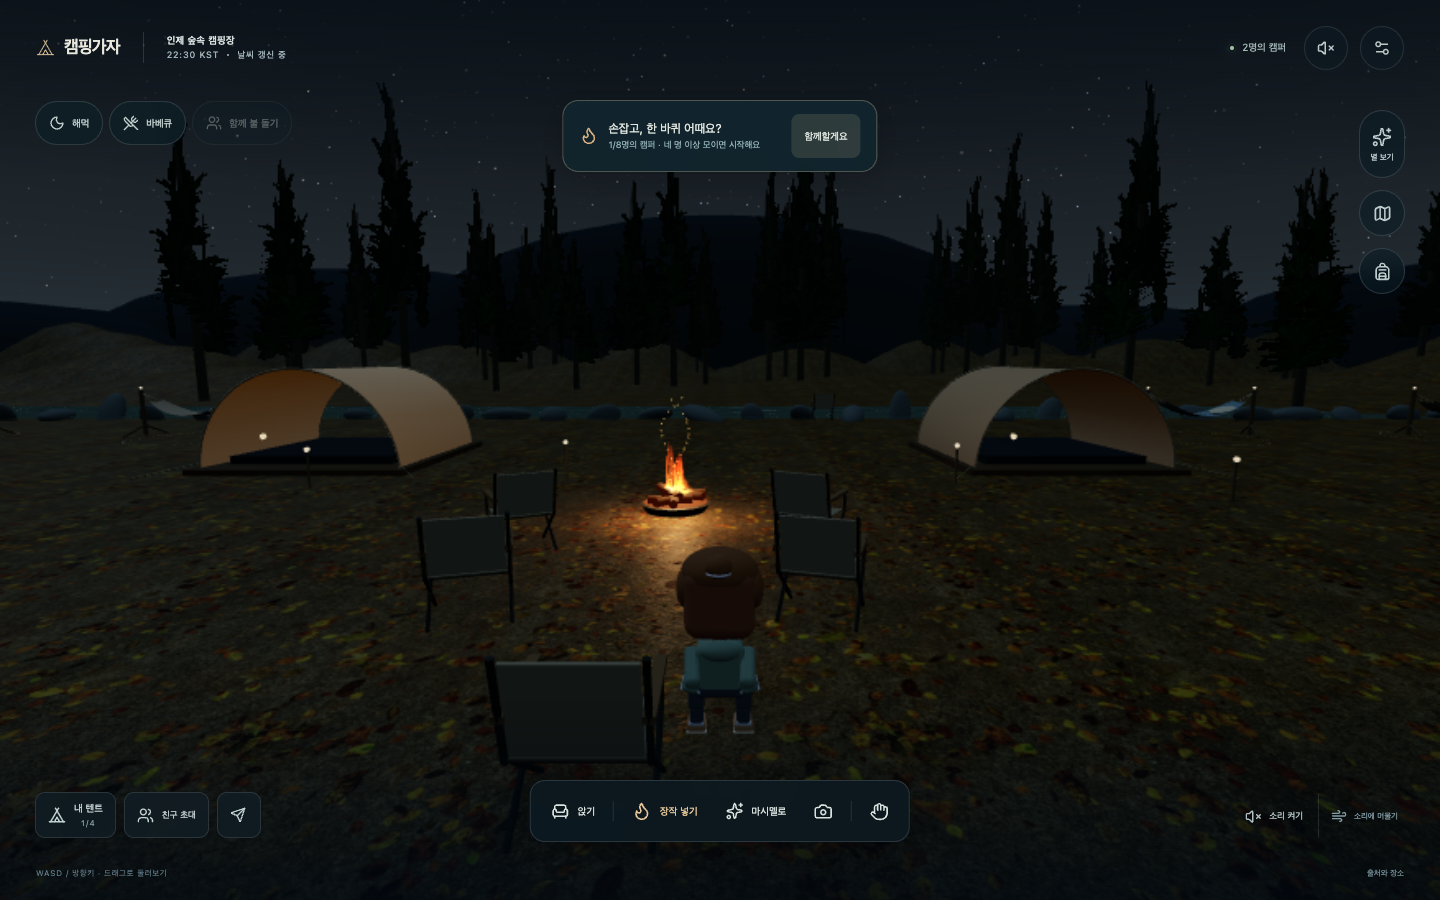 캠핑가자
인제 숲속 캠핑장
22:30 KST · 날씨 갱신 중
2명의 캠퍼
해먹
바베큐
함께 불 돌기
손잡고, 한 바퀴 어때요?
1/8명의 캠퍼 · 네 명 이상 모이면 시작해요
함께할게요
별 보기
내 텐트
1/4
친구 초대
앉기
장작 넣기
마시멜로
소리 켜기
소리에 머물기
WASD / 방향키 · 드래그로 둘러보기
출처와 장소